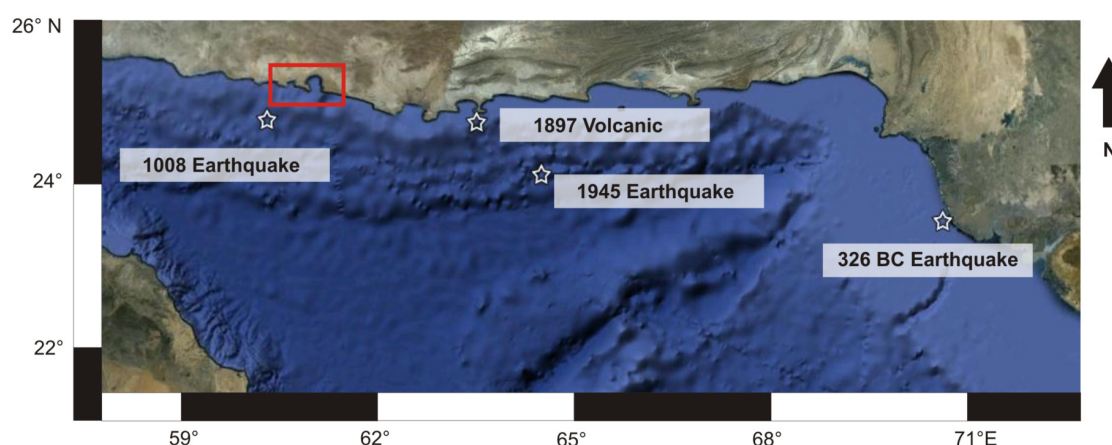 26° N
1897 Volcanic
N
1008 Earthquake
24°
1945 Earthquake
326 BC Earthquake
22°
59°
62°
65°
68°
71°E